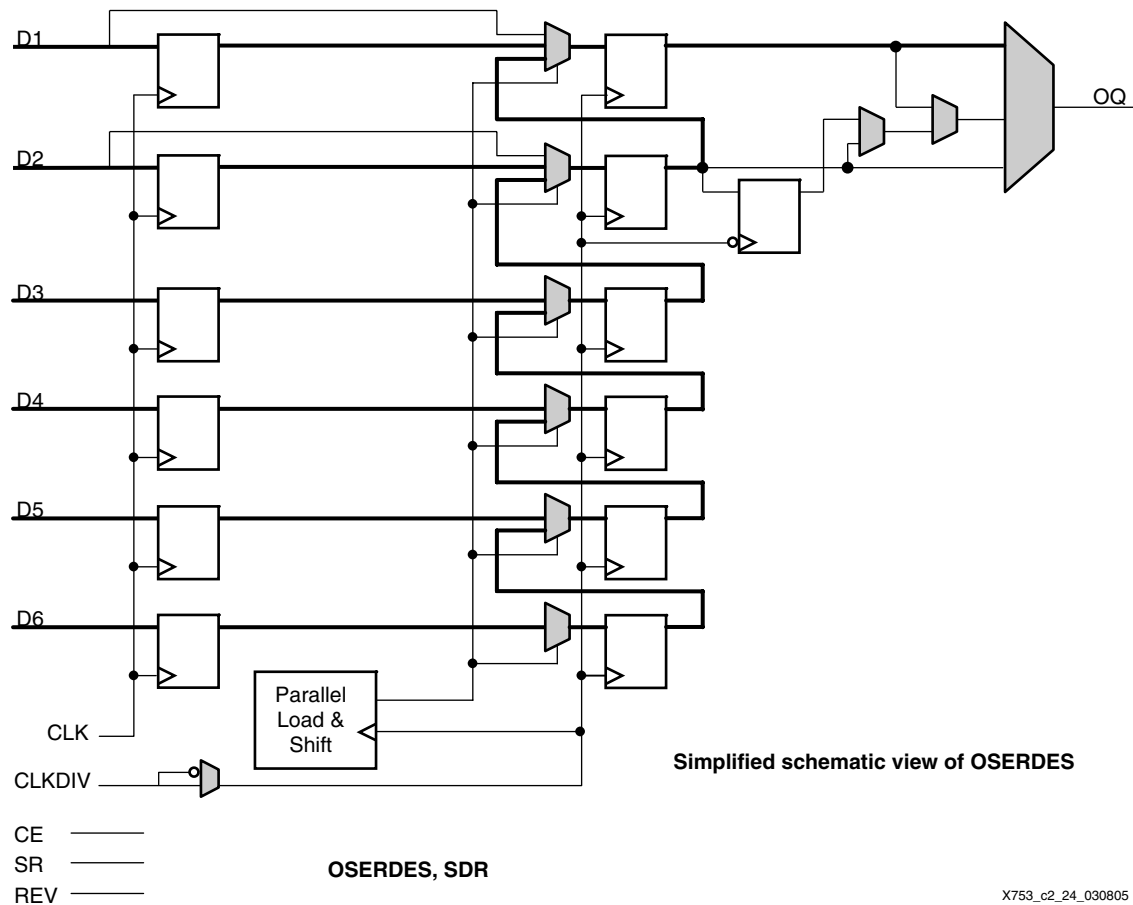 D1
OQ
D2
D3
D4
D5
D6
Parallel
Load &
Shift
CLK
Simplified schematic view of OSERDES
CLKDIV
CE
SR
OSERDES, SDR
REV
X753_c2_24_030805